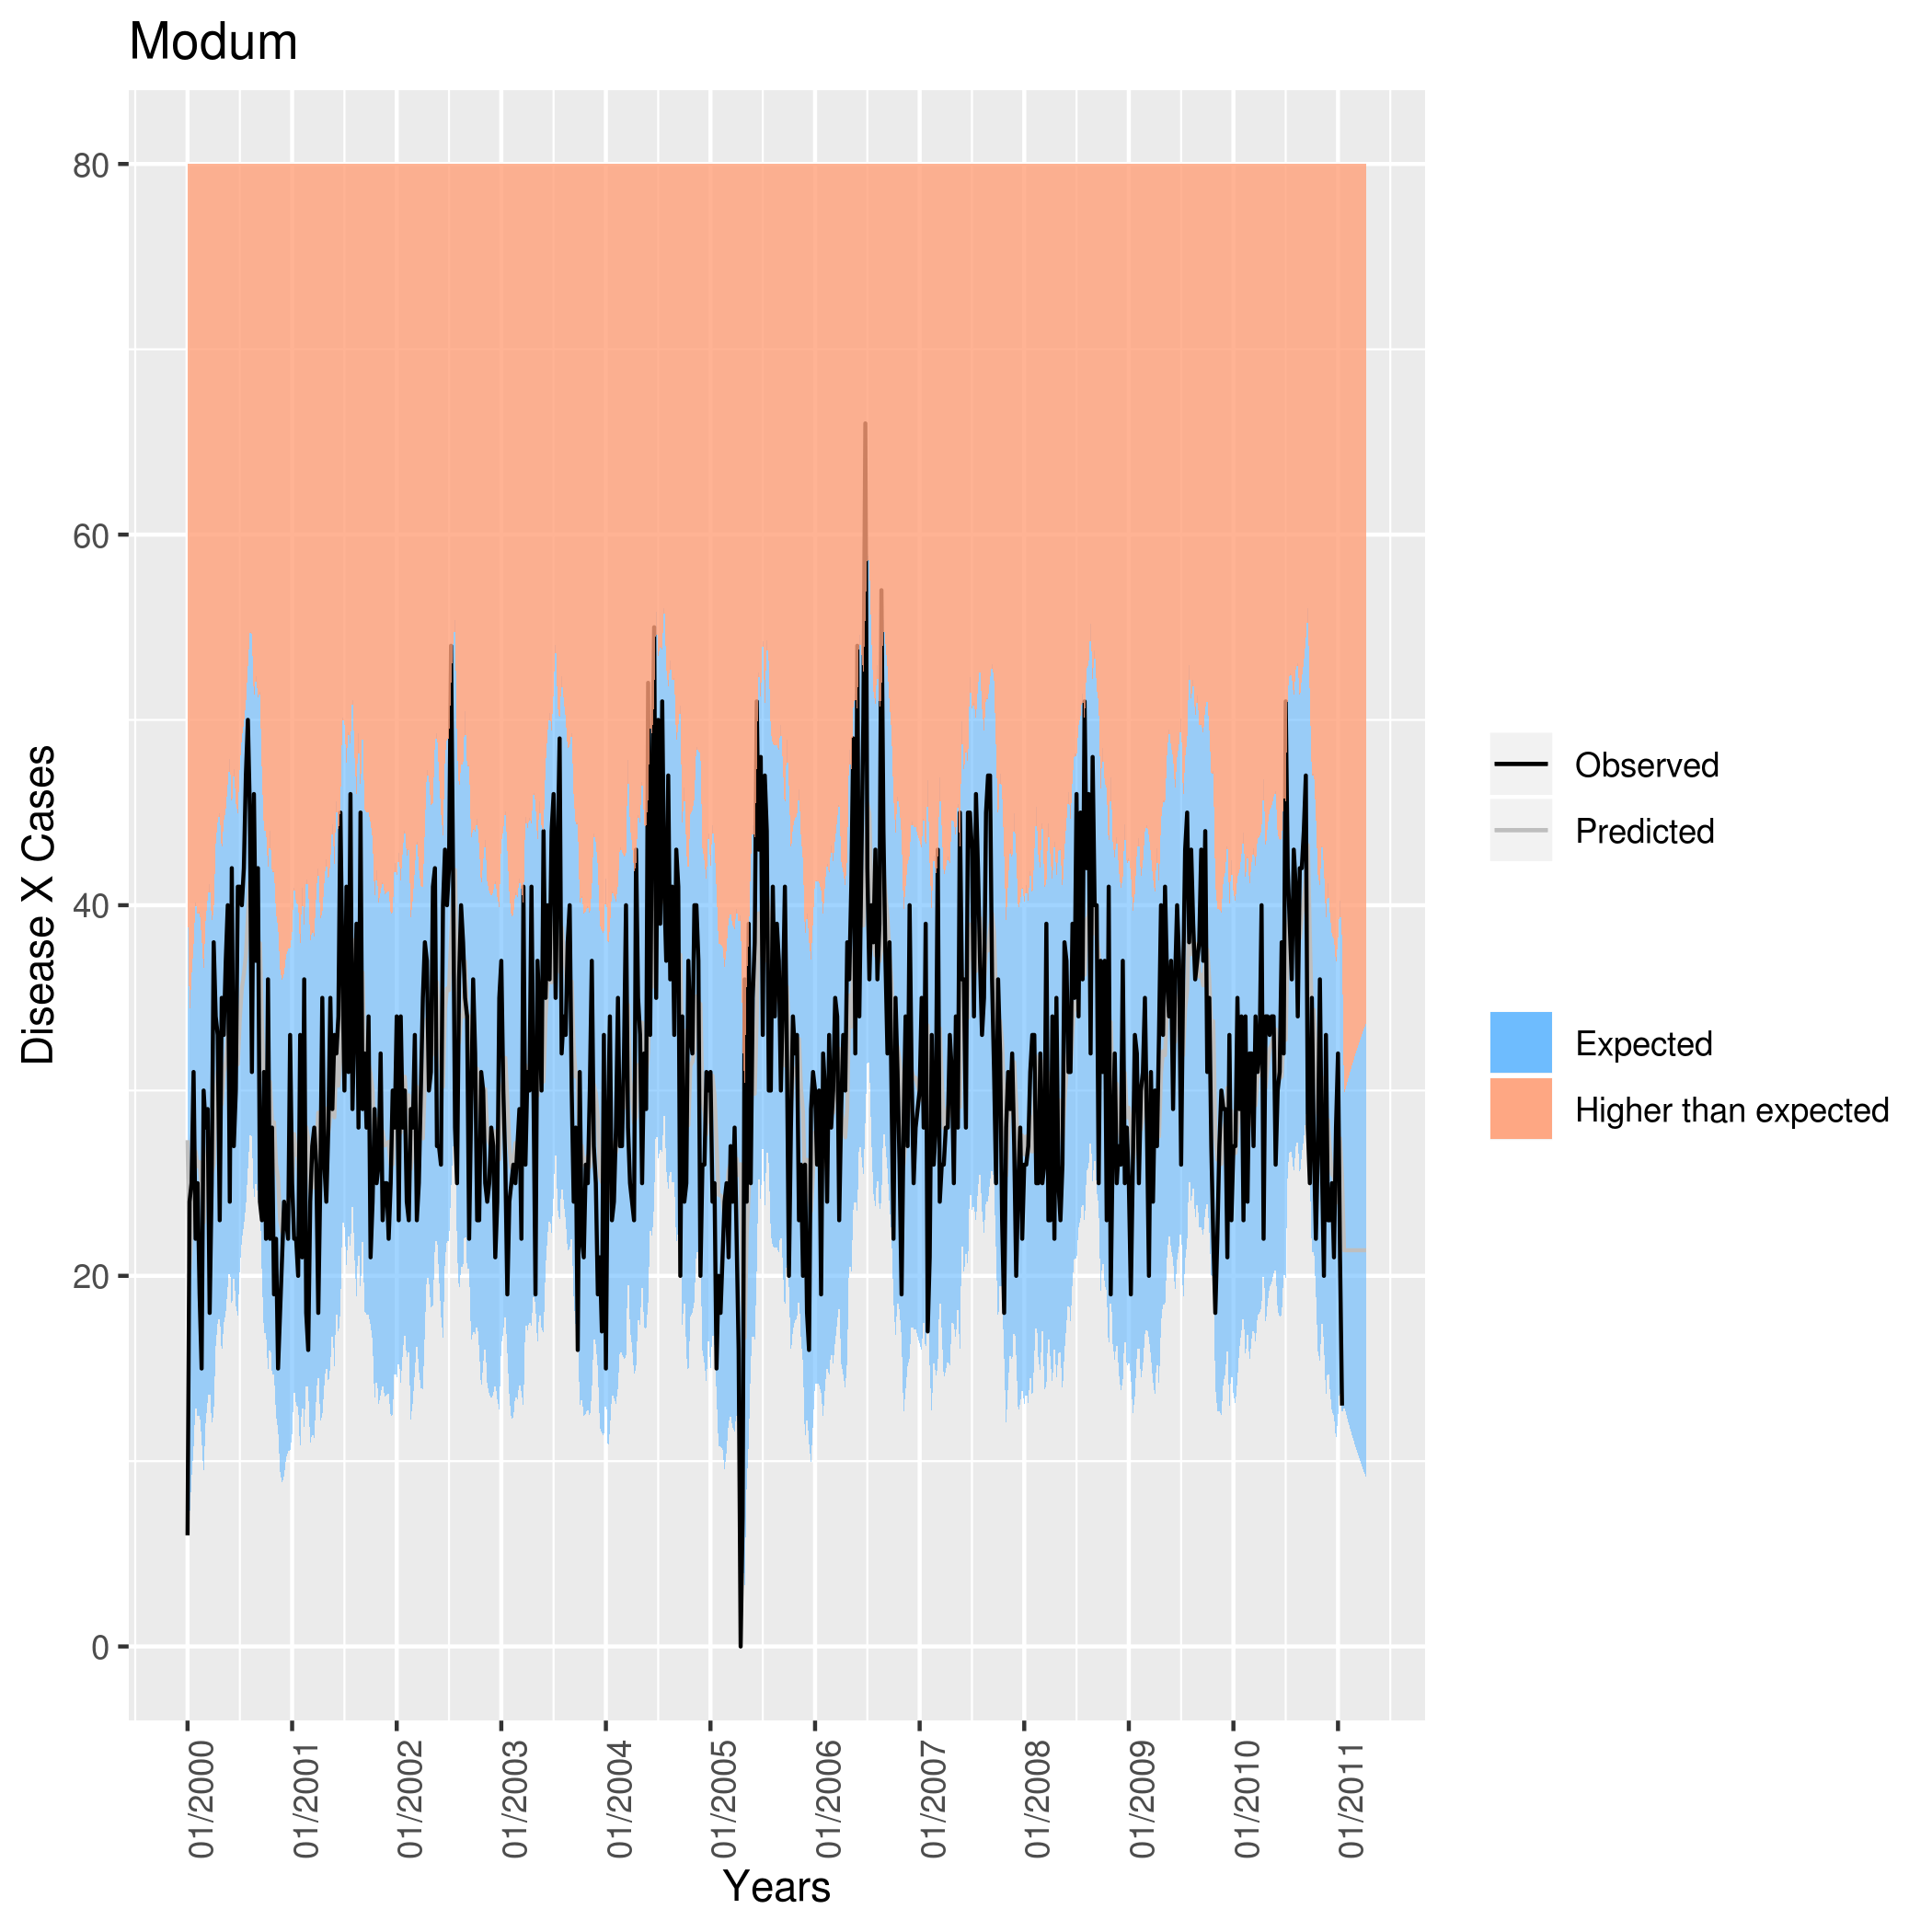 Modum
Disease X Cases
80
60
40
20
0
01/2000
01/2001
01/2002
01/2003
01/2004
01/2005
01/2006
01/2007
01/2008
01/2009
01/2010
01/2011
Years
Observed
Predicted
Expected
Higher than expected